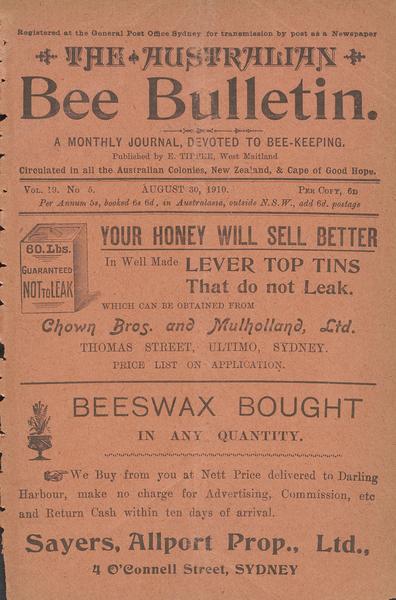 Registered at the General Post Office Sydney for transmission by post as a Newspaper
THE AUSTRALIAN
Bee Bulletin.
A MONTHLY JOURNAL, DEVOTED TO BEE-KEEPING.
Published by E. TIPPER, West Maitland
Circulated in all the Australian Colonies, New Zealand, & Cape of Good Hope.
VOL. 19. No 5. AUGUST 30, 1910. PER COPY, 6D
Per Annum 5s, booked 6s 6d, in Australasia, outside N.S.W., add 6d. postage
60.Lbs.
GUARANTEED
NOT TO LEAK
YOUR HONEY WILL SELL BETTER
In Well Made LEVER TOP TINS
That do not Leak.
WHICH CAN BE OBTAINED FROM
Chown Bros. and Mulholland, Ltd.
THOMAS STREET, ULTIMO, SYDNEY.
PRICE LIST ON APPLICATION.
BEESWAX BOUGHT
IN ANY QUANTITY.
We Buy from you at Nett Price delivered to Darling
Harbour, make no charge for Advertising, Commission, etc
and Return Cash within ten days of arrival.
Sayers, Allport Prop., Ltd.,
4 O'Connell Street, SYDNEY